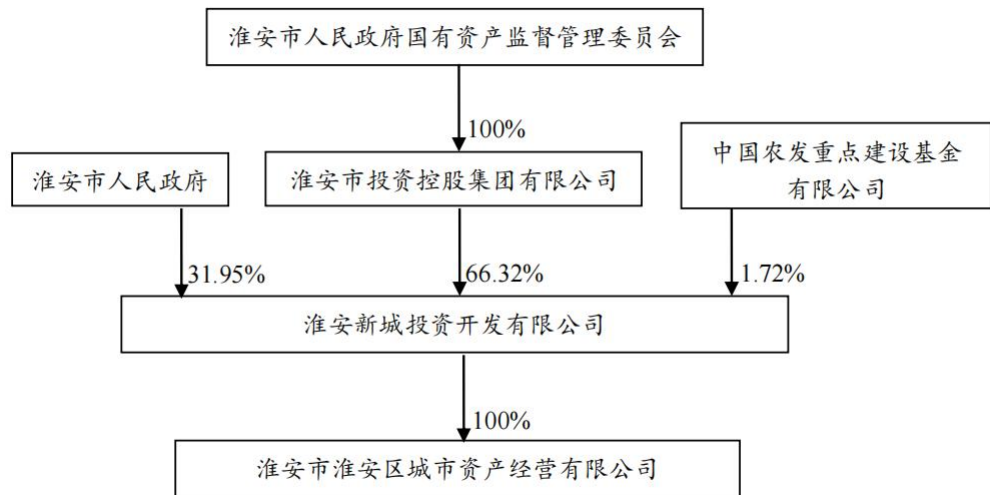 淮安市人民政府国有资产监督管理委员会
100%
淮安市人民政府
淮安市投资控股集团有限公司
中国农发重点建设基金
有限公司
31.95%
66.32%
1.72%
淮安新城投资开发有限公司
100%
淮安市淮安区城市资产经营有限公司